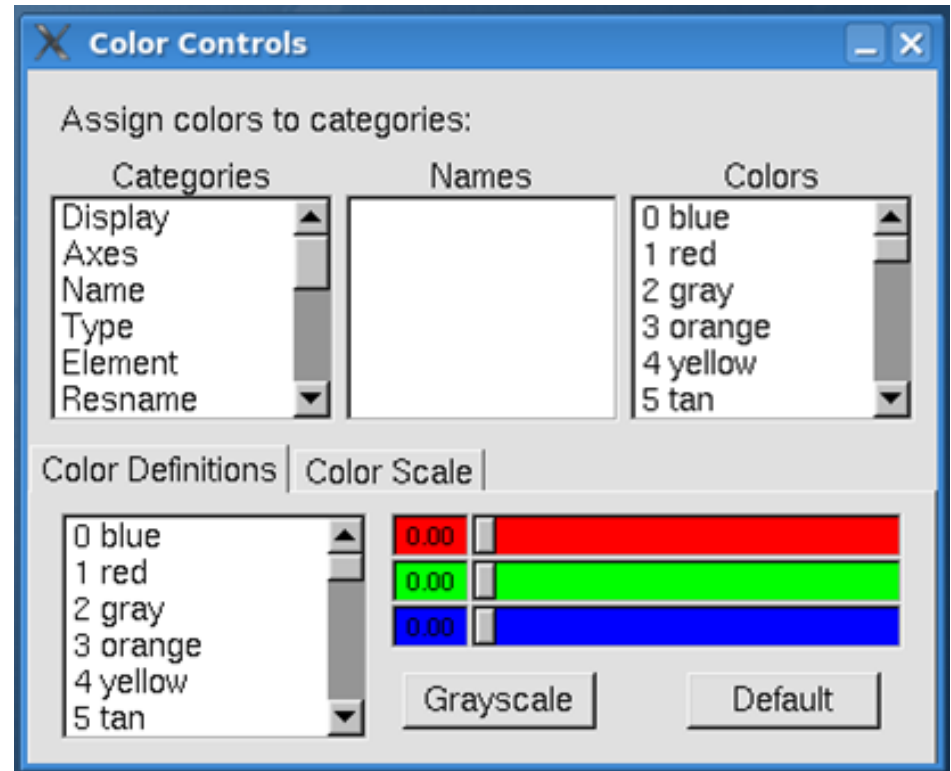 Color Controls
Assign colors to categories:
Categories
Names
Colors
Display
Axes
Name
Type
Element
Resname
0 blue
1 red
2 gray
3 orange
4 yellow
5 tan
Color Definitions
Color Scale
0 blue
1 red
2 gray
3 orange
4 yellow
5 tan
0.00
0.00
0.00
Grayscale
Default